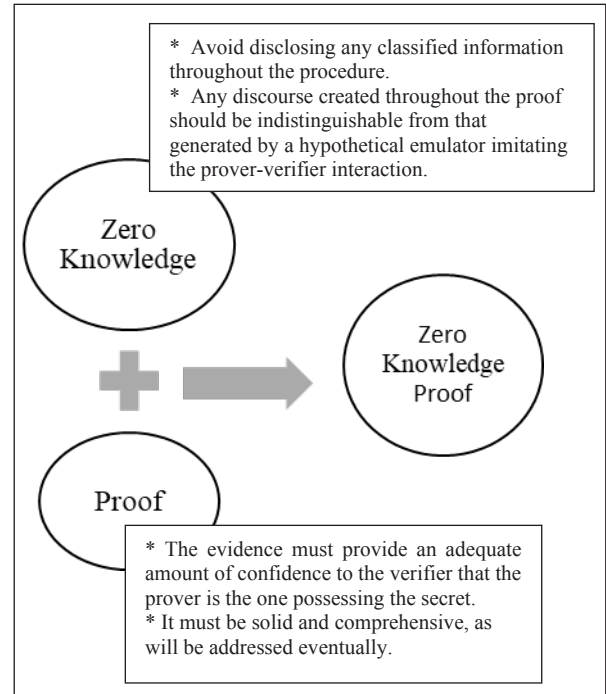 * Avoid disclosing any classified information
throughout the procedure.
* Any discourse created throughout the proof
should be indistinguishable from that
generated by a hypothetical emulator imitating
the prover-verifier interaction.
Zero
Knowledge
Zero
Knowledge
Proof
Proof
* The evidence must provide an adequate
amount of confidence to the verifier that the
prover is the one possessing the secret.
* It must be solid and comprehensive, as
will be addressed eventually.